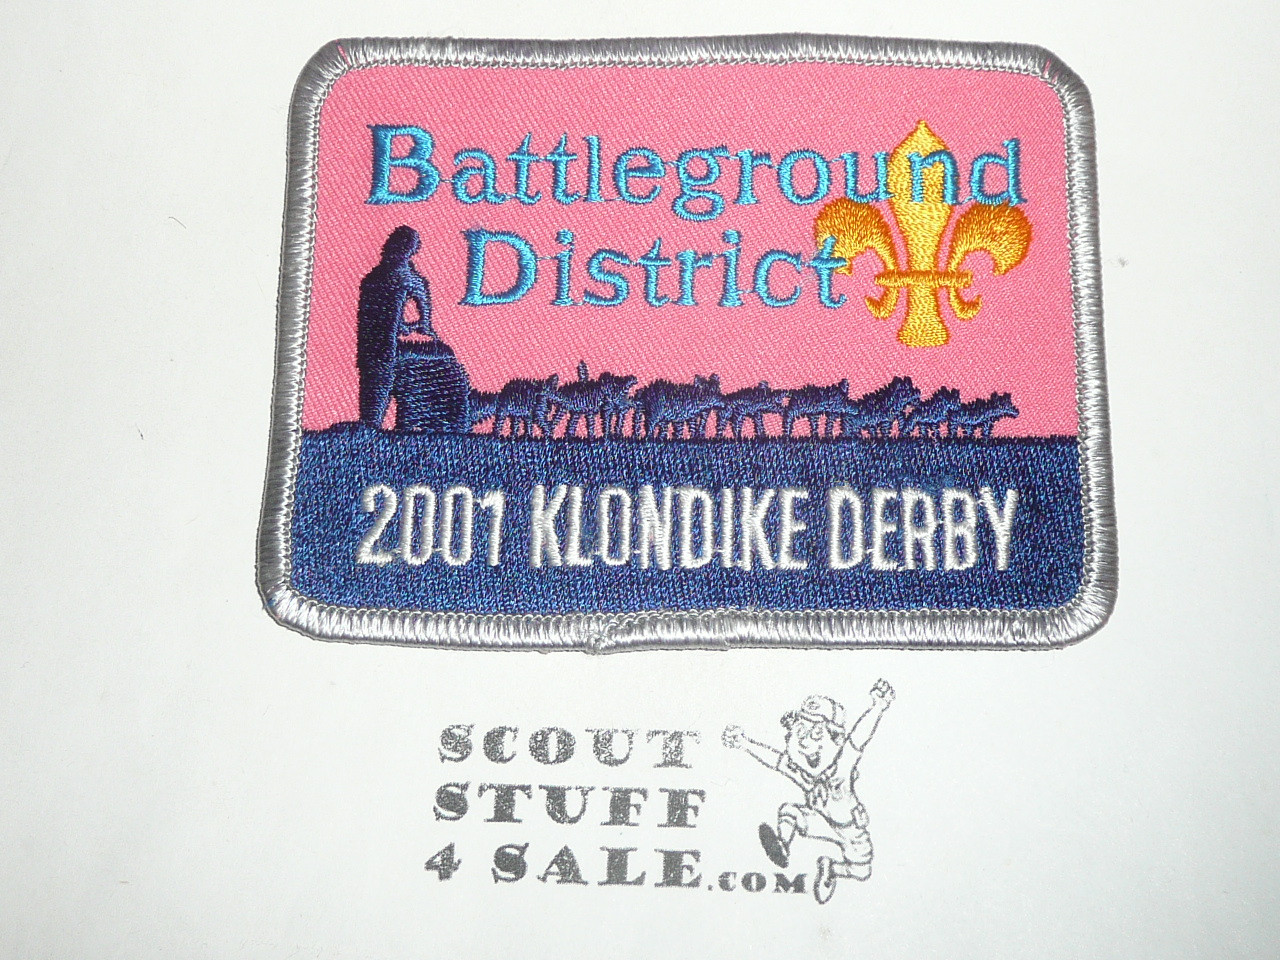 Battleground
District
2001 KLONDIKE DERBY
SCOUT
STUFF
4 SALE.COM